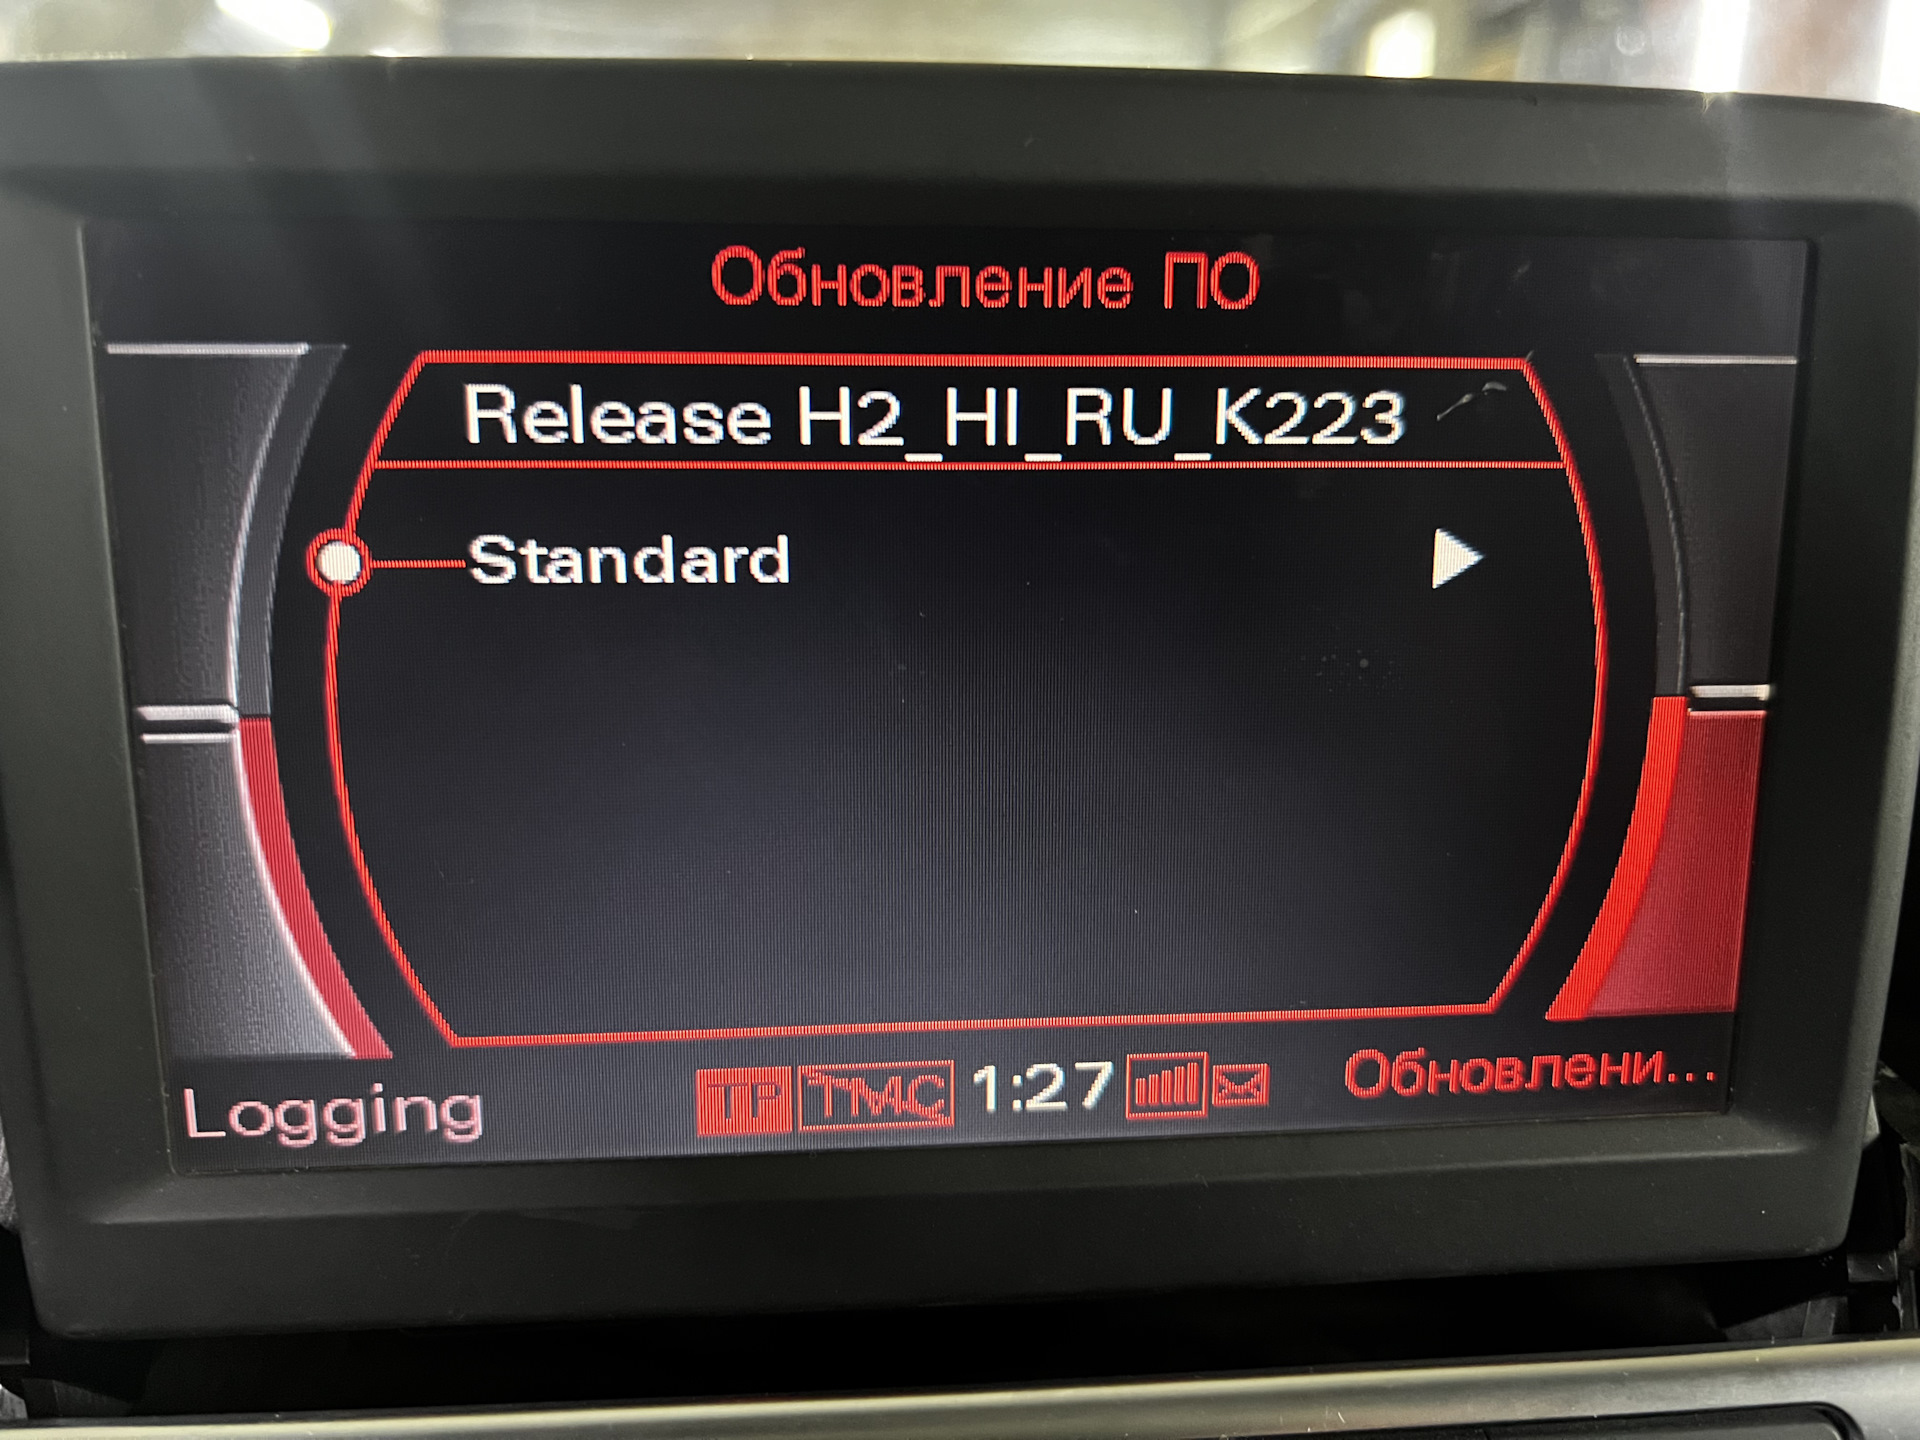 Обновление ПО
Release H2_HI_RU_K223
Standard
Logging
TP TMC 1:27
Обновлени...